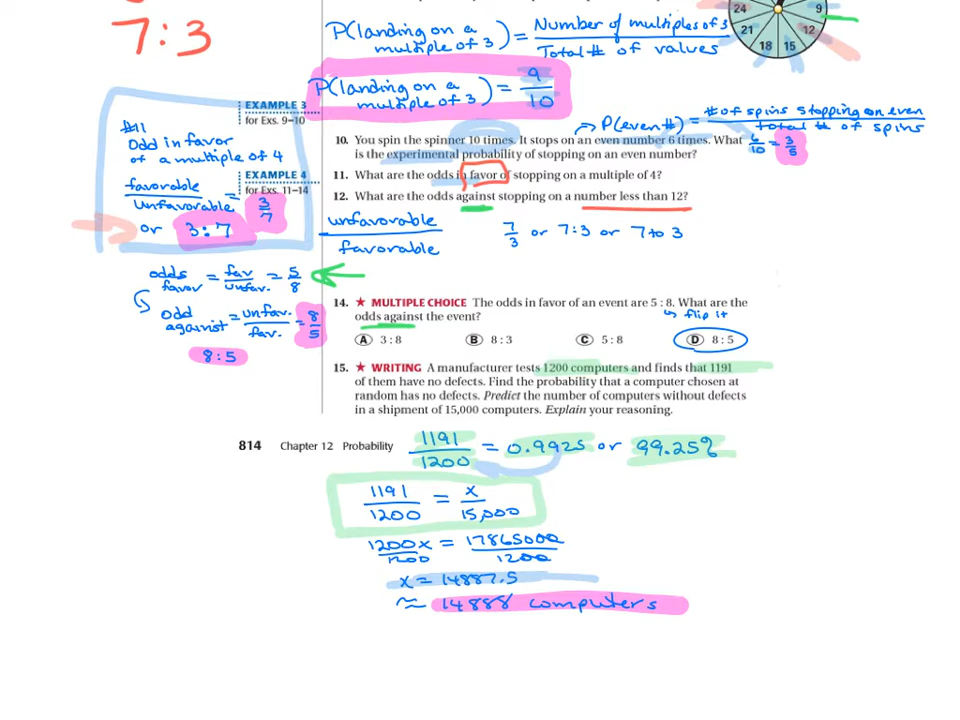 7:3
P(landing on a multiple of 3) = Number of multiples of 3 / Total # of values
24
9
21
12
18
15
P(landing on a multiple of 3) = 9/10
EXAMPLE 3
for Exs. 9–10
P(even #) = # of spins stopping on even / total # of spins
6/10 = 3/5
10. You spin the spinner 10 times. It stops on an even number 6 times. What
is the experimental probability of stopping on an even number?
EXAMPLE 4
for Exs. 11–14
11. What are the odds in favor of stopping on a multiple of 4?
12. What are the odds against stopping on a number less than 12?
#11
Odd in favor
of a multiple of 4
favorable / unfavorable = 3/7
or 3:7
unfavorable / favorable
7/3 or 7:3 or 7 to 3
odds favor = fav / unfav. = 5/8
odd against = unfav. / fav. = 8/5
8:5
14. ★ MULTIPLE CHOICE The odds in favor of an event are 5 : 8. What are the
odds against the event?
↳ flip it
A 3 : 8
B 8 : 3
C 5 : 8
D 8 : 5
15. ★ WRITING A manufacturer tests 1200 computers and finds that 1191
of them have no defects. Find the probability that a computer chosen at
random has no defects. Predict the number of computers without defects
in a shipment of 15,000 computers. Explain your reasoning.
814 Chapter 12 Probability
1191/1200 = 0.9925 or 99.25%
1191/1200 = x/15,000
1200x/1200 = 17865000/1200
x = 14887.5
≈ 14888 computers